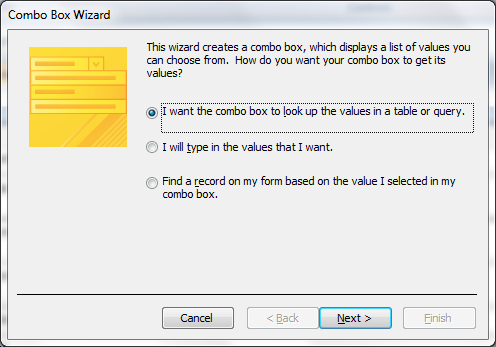 Combo Box Wizard
This wizard creates a combo box, which displays a list of values you
can choose from.  How do you want your combo box to get its
values?
I want the combo box to look up the values in a table or query.
I will type in the values that I want.
Find a record on my form based on the value I selected in my
combo box.
Cancel
< Back
Next >
Finish